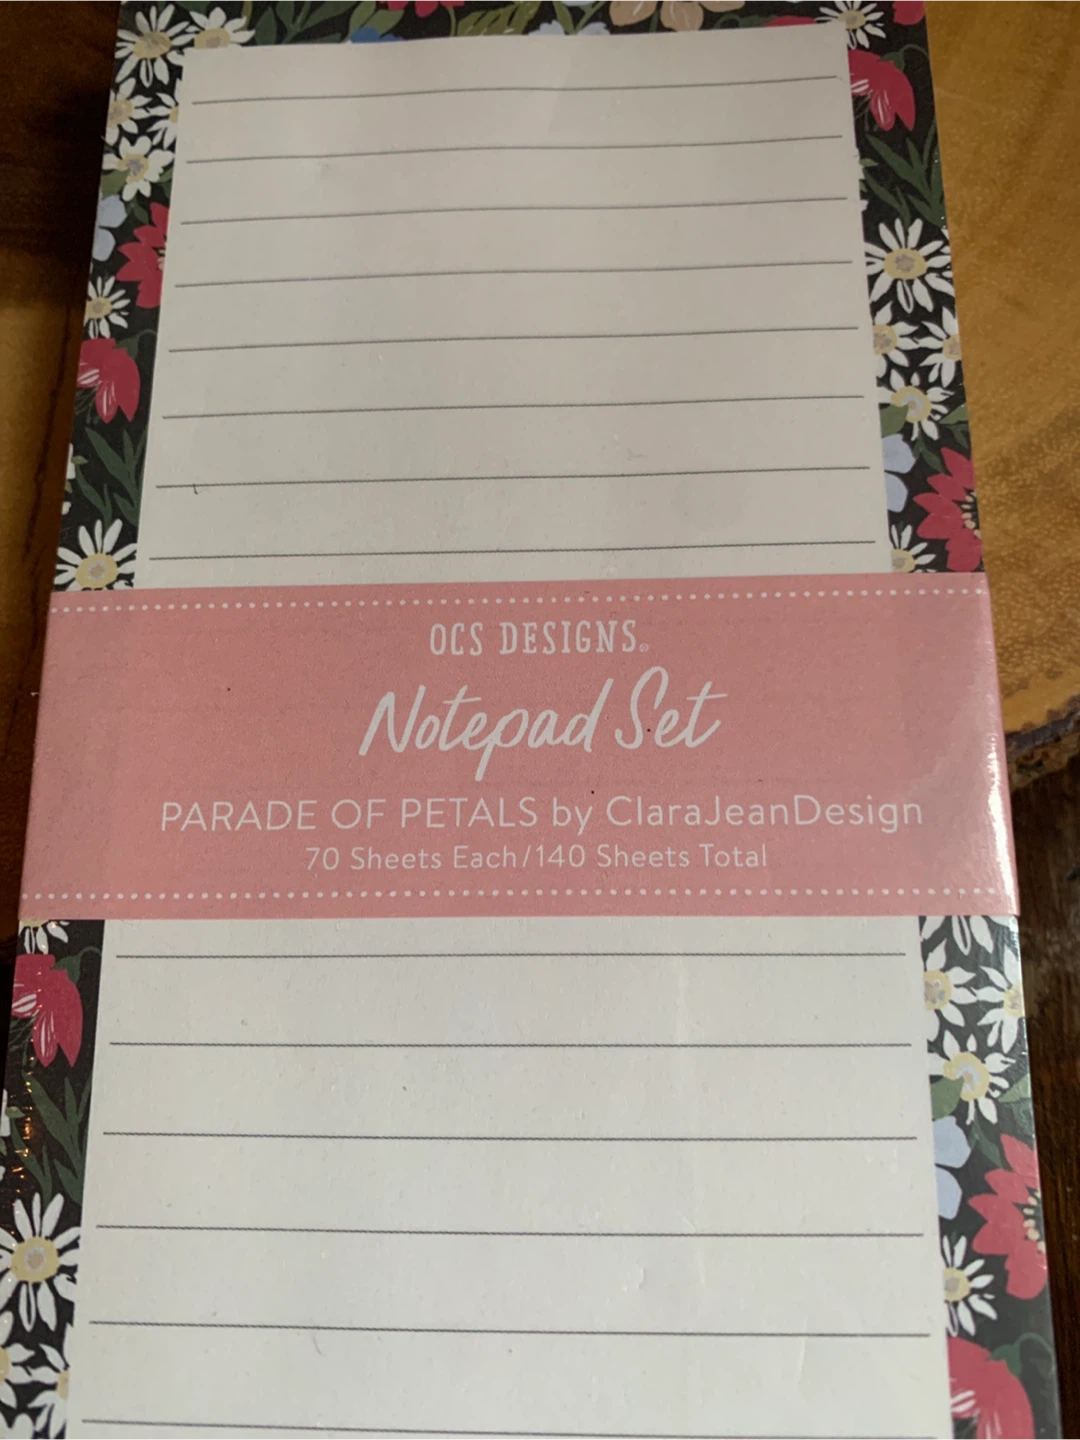 OCS DESIGNS®
Notepad Set
PARADE OF PETALS by ClaraJeanDesign
70 Sheets Each/140 Sheets Total